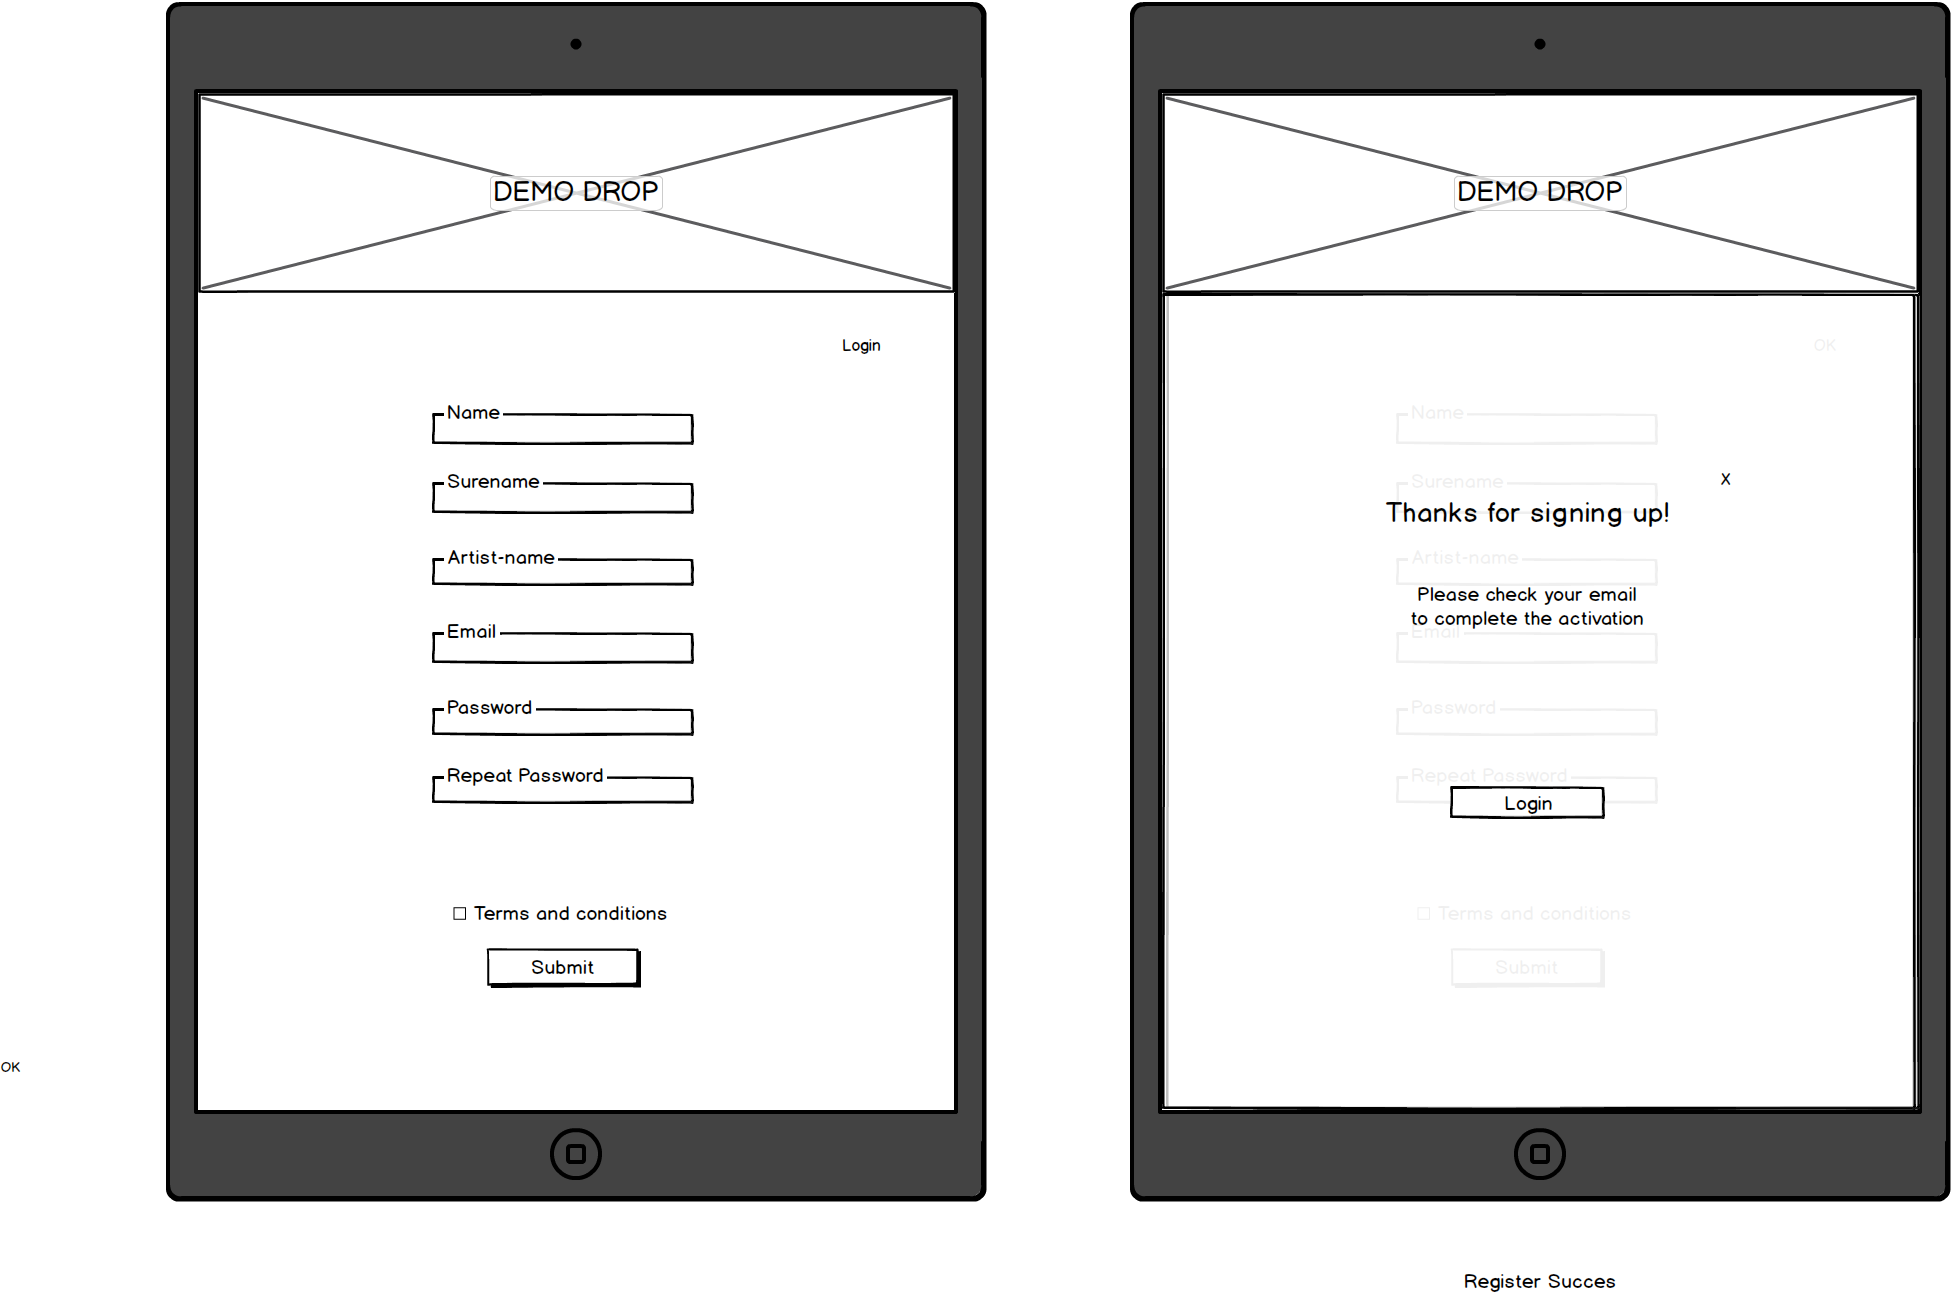 DEMO DROP
Login
Name
Surename
Artist-name
Email
Password
Repeat Password
Terms and conditions
Submit
OK
DEMO DROP
OK
Name
Surename
X
Thanks for signing up!
Artist-name
Please check your email
to complete the activation
Email
Password
Repeat Password
Login
Terms and conditions
Submit
Register Succes